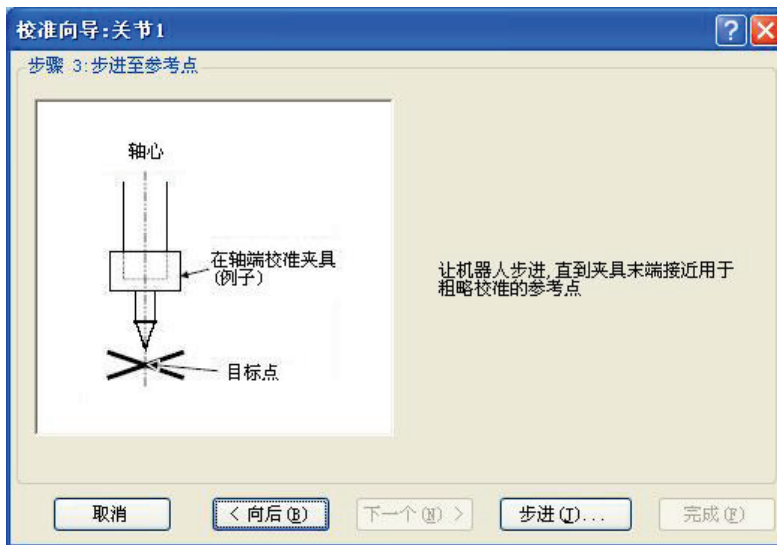 校准向导:关节1
步骤 3:步进至参考点
轴心
在轴端校准夹具
(例子)
目标点
让机器人步进,直到夹具末端接近用于
粗略校准的参考点
取消
< 向后(B)
下一个(N) >
步进(J)...
完成(F)